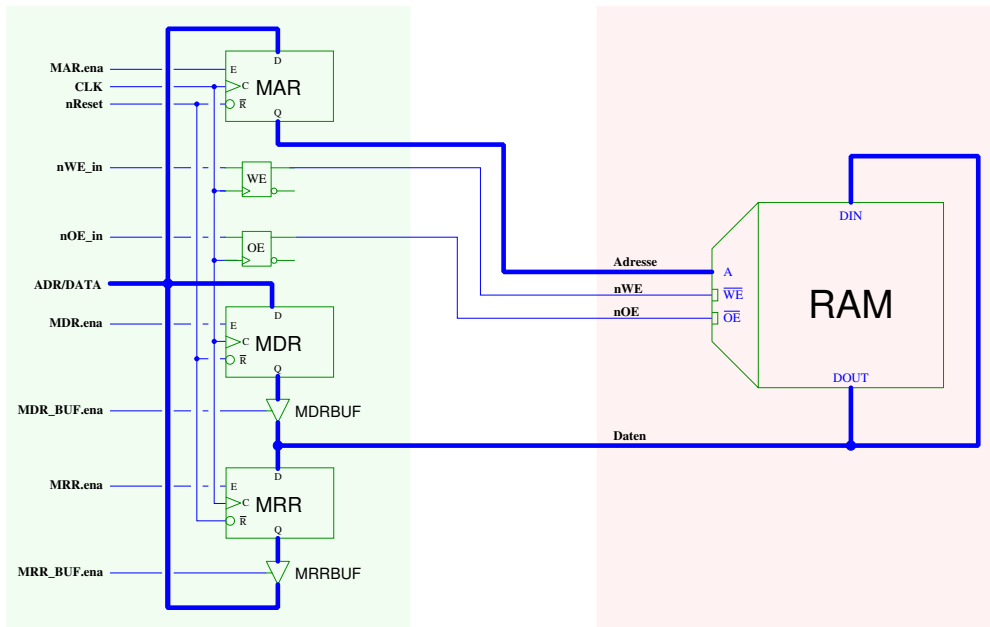 D
MAR.ena
E
CLK
C
MAR
nReset
R
Q
nWE_in
WE
DIN
nOE_in
OE
Adresse
A
ADR/DATA
nWE
WE
RAM
nOE
OE
D
MDR.ena
E
C
MDR
R
Q
DOUT
MDR_BUF.ena
MDRBUF
Daten
D
MRR.ena
E
C
MRR
R
Q
MRR_BUF.ena
MRRBUF